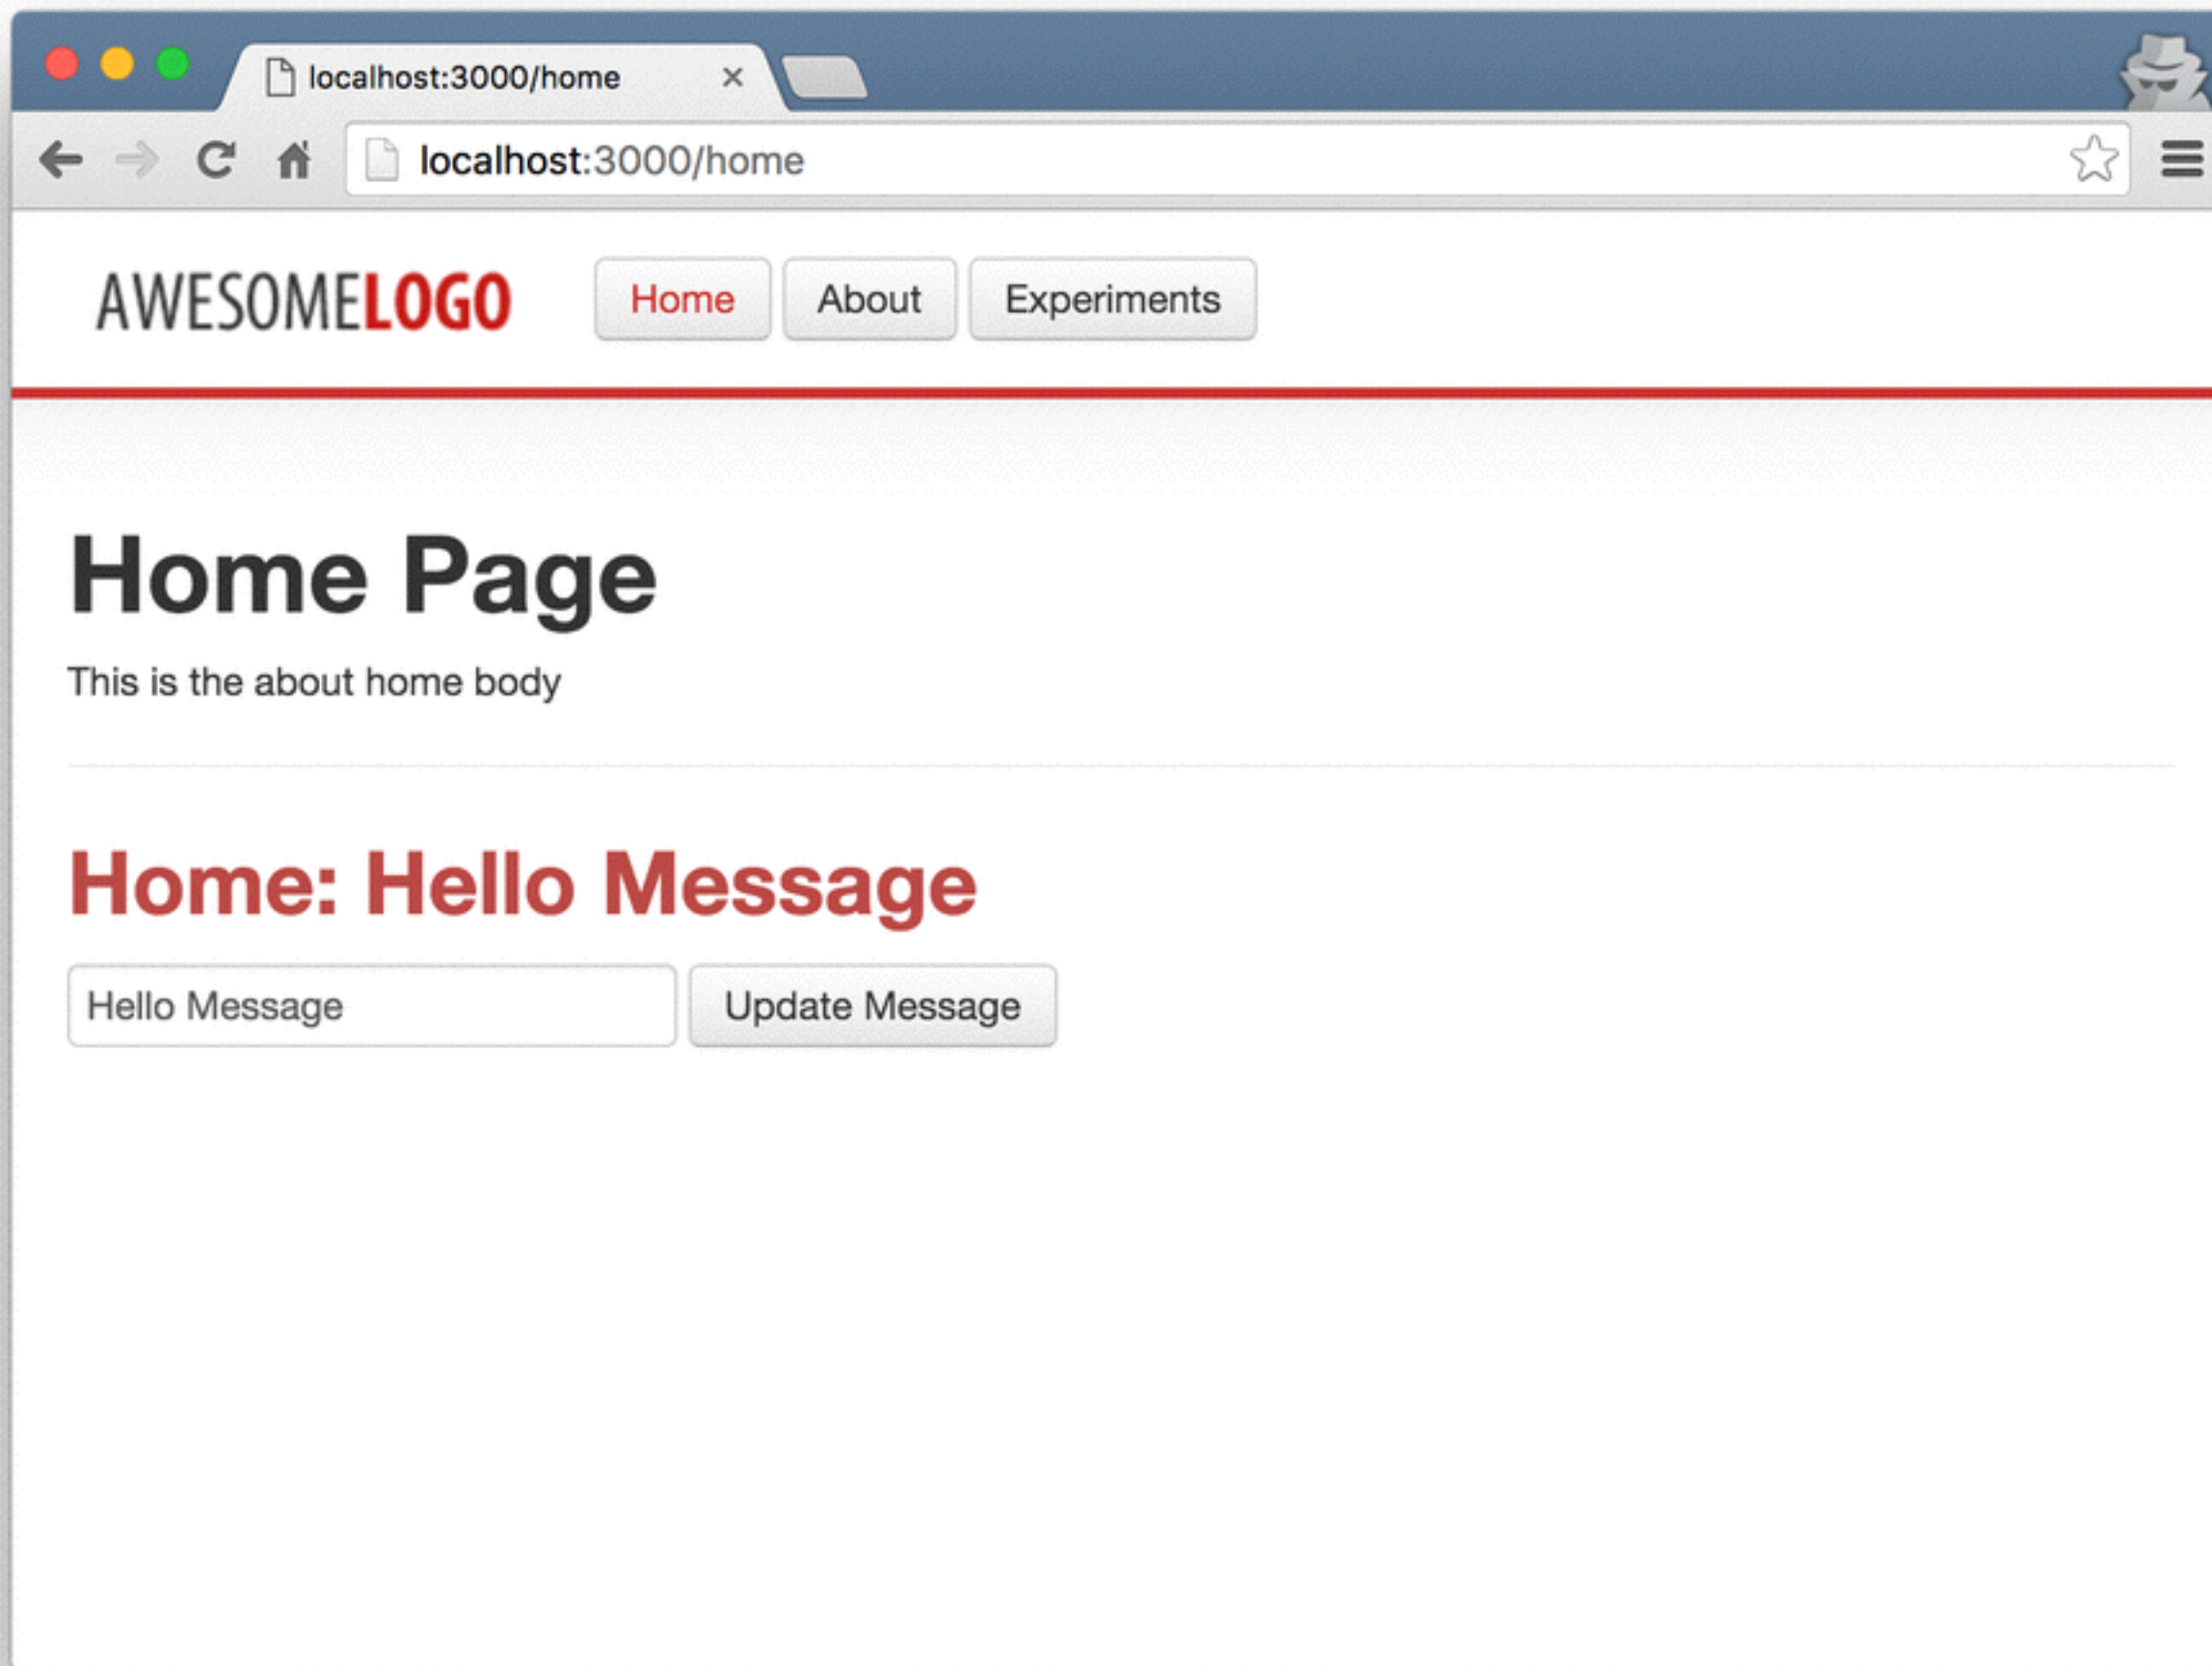 localhost:3000/home
localhost:3000/home
AWESOMELOGO Home About Experiments
Home Page
This is the about home body
Home: Hello Message
Hello Message Update Message